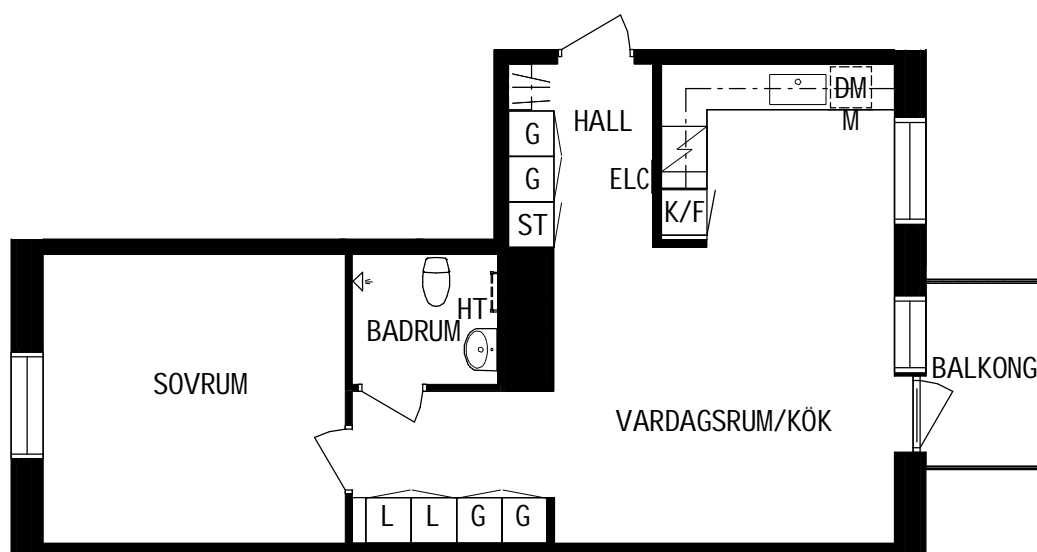 DM
M
HALL
G
G
ELC
ST
K/F
HT
BADRUM
SOVRUM
BALKONG
VARDAGSRUM/KÖK
L
L
G
G